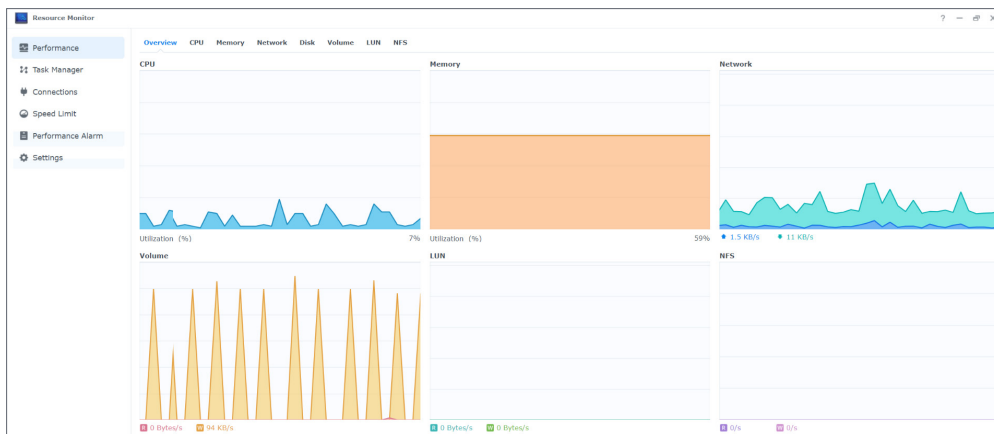 Resource Monitor
?
Performance
Task Manager
Connections
Speed Limit
Performance Alarm
Settings
Overview CPU Memory Network Disk Volume LUN NFS
CPU
Utilization (%) 7%
Memory
Utilization (%) 59%
Network
1.5 KB/s 11 KB/s
Volume
R 0 Bytes/s W 94 KB/s
LUN
R 0 Bytes/s W 0 Bytes/s
NFS
R 0/s W 0/s